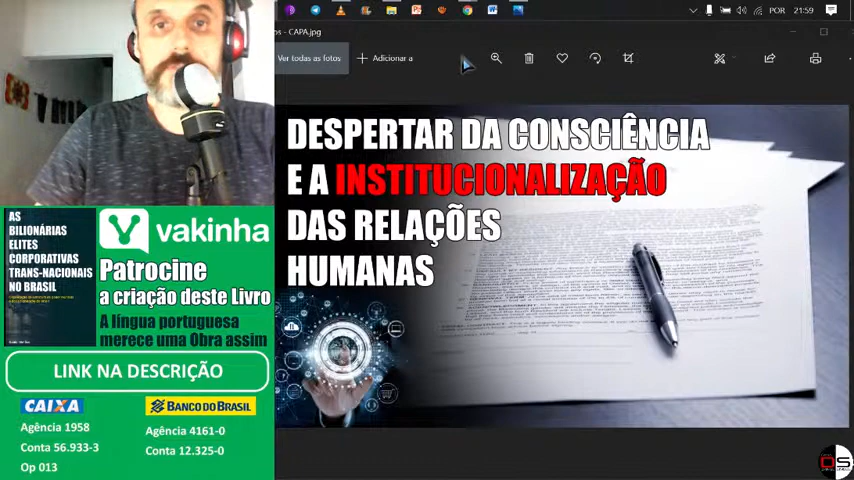 POR
21:59
os - CAPA.jpg
Ver todas as fotos
Adicionar a
DESPERTAR DA CONSCIÊNCIA
E A INSTITUCIONALIZAÇÃO
DAS RELAÇÕES
HUMANAS
AS
BILIONÁRIAS
ELITES
CORPORATIVAS
TRANS-NACIONAIS
NO BRASIL
vakinha
Patrocine
a criação deste Livro
A língua portuguesa
merece uma Obra assim
LINK NA DESCRIÇÃO
CAIXA
Agência 1958
Conta 56.933-3
Op 013
BANCO DO BRASIL
Agência 4161-0
Conta 12.325-0